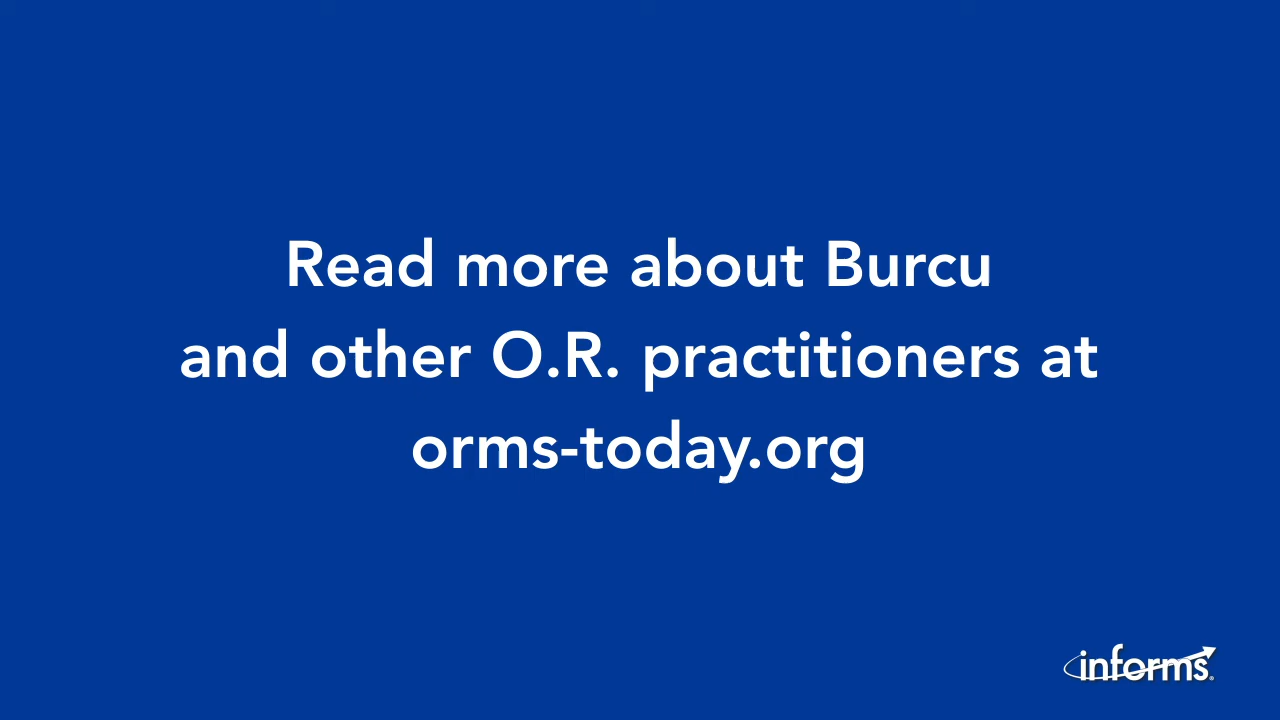 Read more about Burcu
and other O.R. practitioners at
orms-today.org
informs®